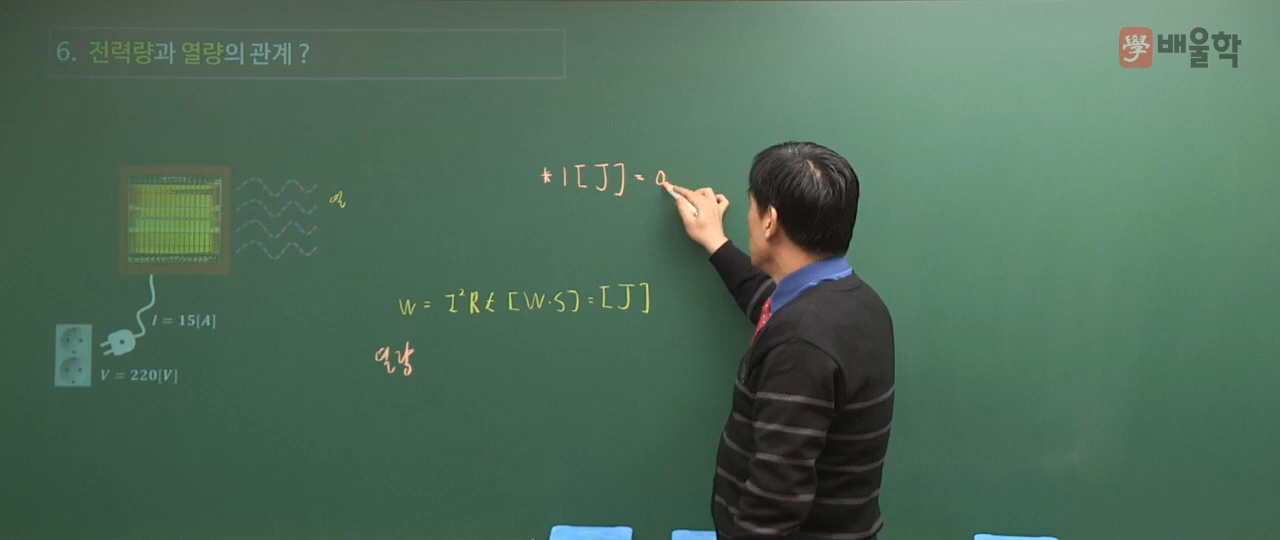 6. 전력량과 열량의 관계 ?
學 배울학
* 1 [ J ] = 0
열
W = I²Rt [W·S] = [J]
I = 15[A]
열량
V = 220[V]